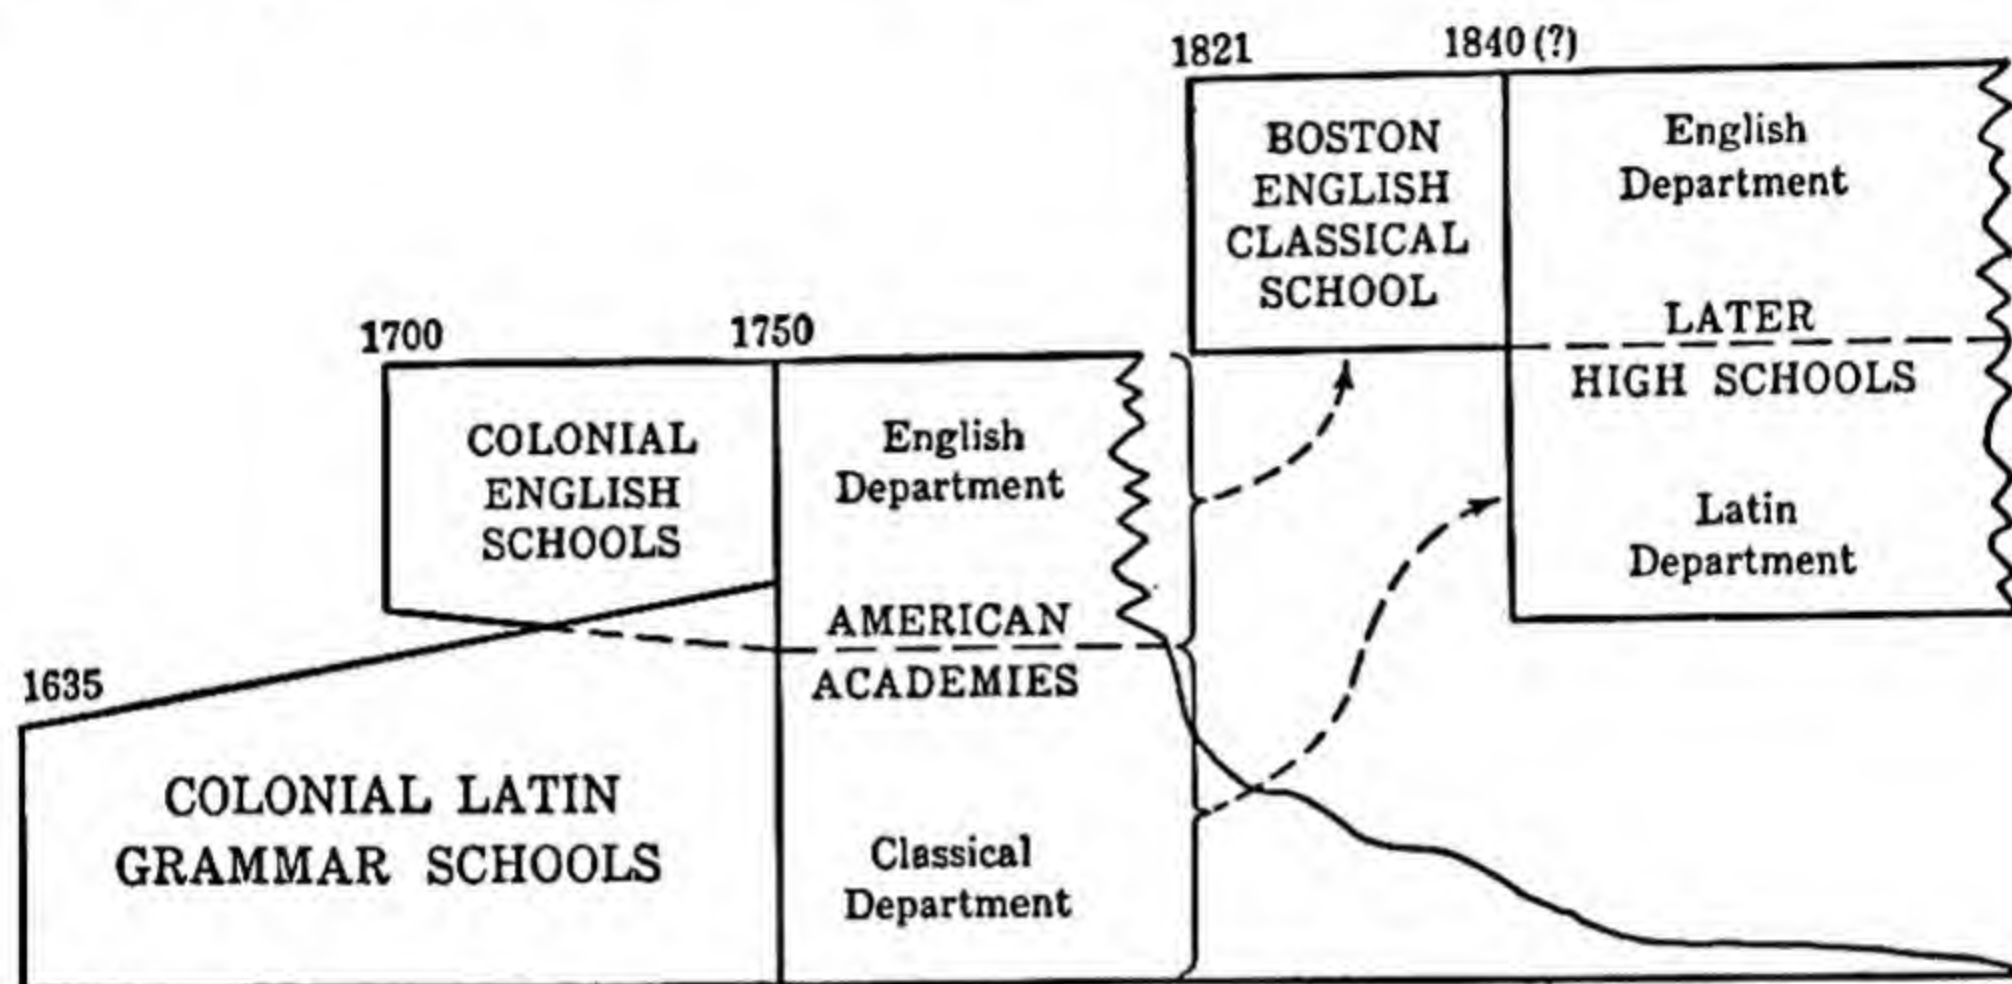 1821
1840 (?)
BOSTON
ENGLISH
CLASSICAL
SCHOOL
English
Department
LATER
HIGH SCHOOLS
Latin
Department
1700
1750
COLONIAL
ENGLISH
SCHOOLS
English
Department
AMERICAN
ACADEMIES
Classical
Department
1635
COLONIAL LATIN
GRAMMAR SCHOOLS